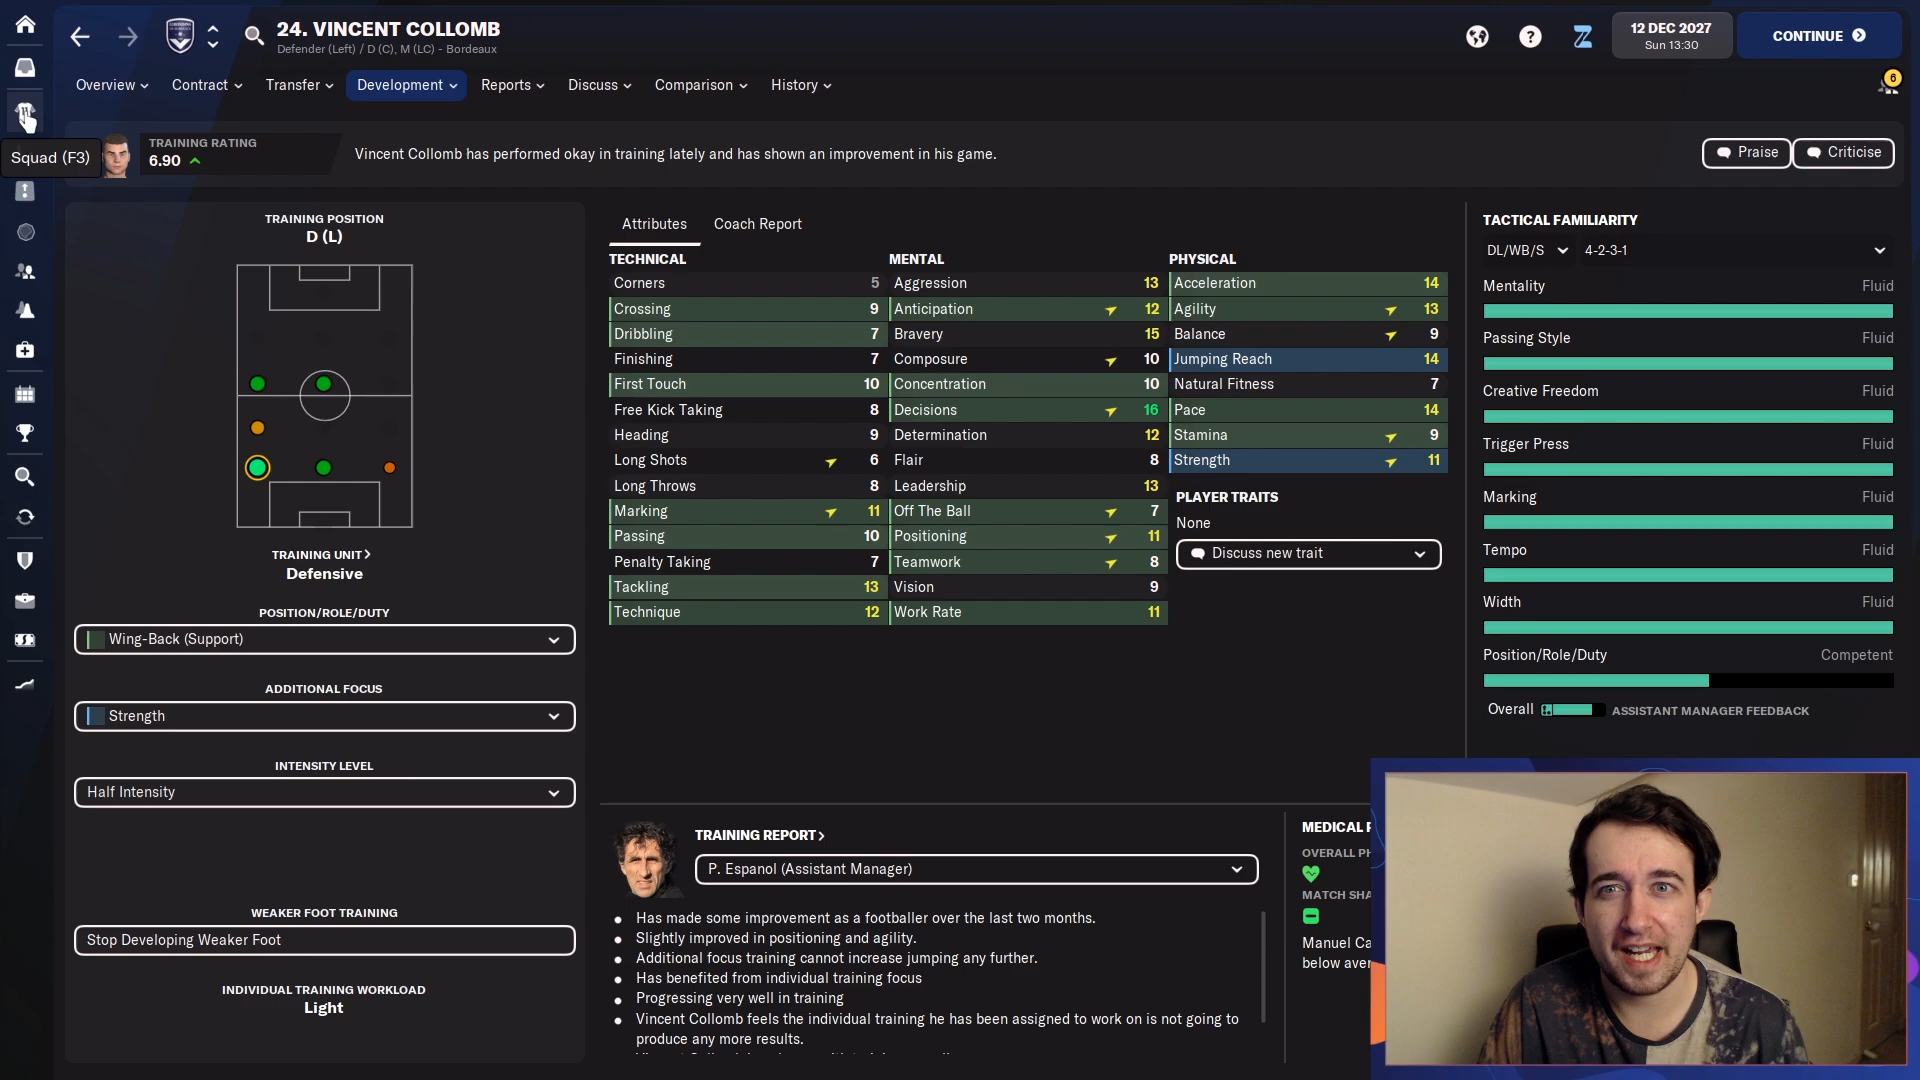 24. VINCENT COLLOMB
Defender (Left) / D (C), M (LC) - Bordeaux
12 DEC 2027
Sun 13:30
CONTINUE
Overview
Contract
Transfer
Development
Reports
Discuss
Comparison
History
6
Squad (F3)
TRAINING RATING
6.90
Vincent Collomb has performed okay in training lately and has shown an improvement in his game.
Praise
Criticise
TRAINING POSITION
D (L)
TRAINING UNIT
Defensive
POSITION/ROLE/DUTY
Wing-Back (Support)
ADDITIONAL FOCUS
Strength
INTENSITY LEVEL
Half Intensity
WEAKER FOOT TRAINING
Stop Developing Weaker Foot
INDIVIDUAL TRAINING WORKLOAD
Light
Attributes
Coach Report
TECHNICAL
Corners 5
Crossing 9
Dribbling 7
Finishing 7
First Touch 10
Free Kick Taking 8
Heading 9
Long Shots 6
Long Throws 8
Marking 11
Passing 10
Penalty Taking 7
Tackling 13
Technique 12
MENTAL
Aggression 13
Anticipation 12
Bravery 15
Composure 10
Concentration 10
Decisions 16
Determination 12
Flair 8
Leadership 13
Off The Ball 7
Positioning 11
Teamwork 8
Vision 9
Work Rate 11
PHYSICAL
Acceleration 14
Agility 13
Balance 9
Jumping Reach 14
Natural Fitness 7
Pace 14
Stamina 9
Strength 11
PLAYER TRAITS
None
Discuss new trait
TACTICAL FAMILIARITY
DL/WB/S
4-2-3-1
Mentality Fluid
Passing Style Fluid
Creative Freedom Fluid
Trigger Press Fluid
Marking Fluid
Tempo Fluid
Width Fluid
Position/Role/Duty Competent
Overall
ASSISTANT MANAGER FEEDBACK
TRAINING REPORT
P. Espanol (Assistant Manager)
Has made some improvement as a footballer over the last two months.
Slightly improved in positioning and agility.
Additional focus training cannot increase jumping any further.
Has benefited from individual training focus
Progressing very well in training
Vincent Collomb feels the individual training he has been assigned to work on is not going to
produce any more results.
MEDICAL
OVERALL
MATCH
Manuel
below